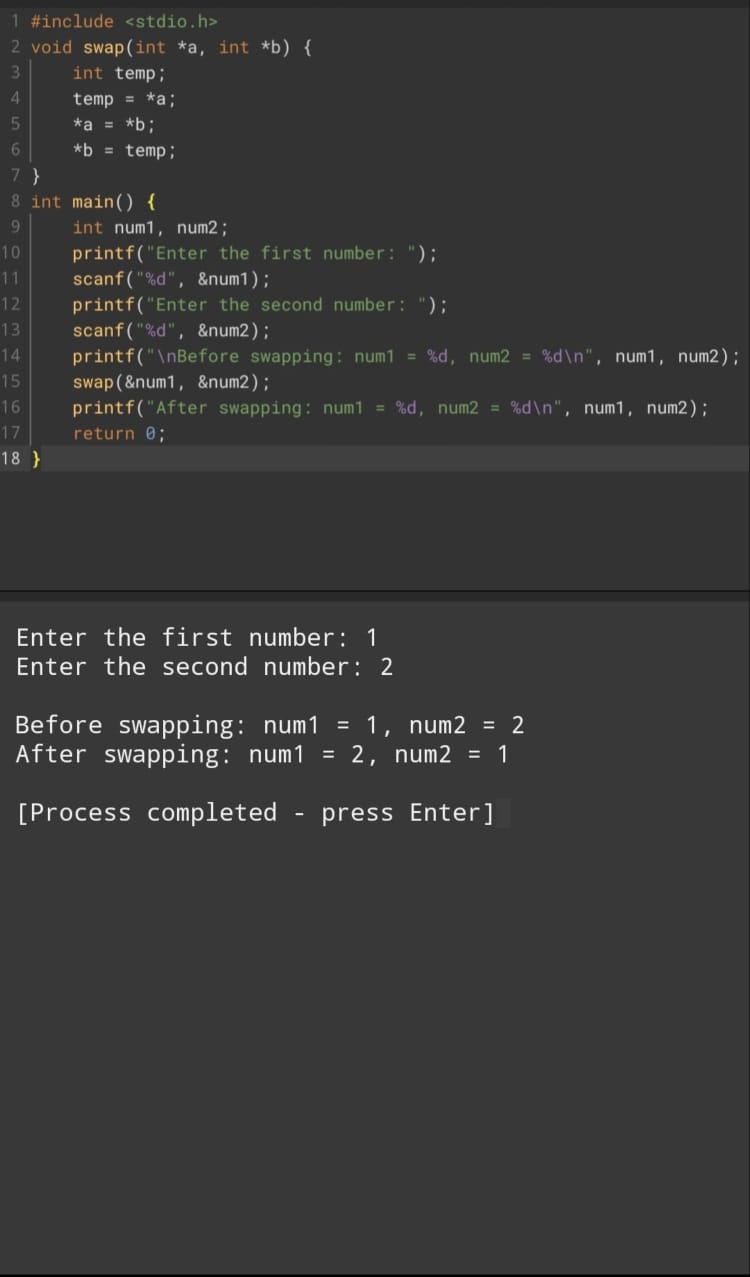 1 #include <stdio.h>
2 void swap(int *a, int *b) {
3     int temp;
4     temp = *a;
5     *a = *b;
6     *b = temp;
7 }
8 int main() {
9     int num1, num2;
10     printf("Enter the first number: ");
11     scanf("%d", &num1);
12     printf("Enter the second number: ");
13     scanf("%d", &num2);
14     printf("\nBefore swapping: num1 = %d, num2 = %d\n", num1, num2);
15     swap(&num1, &num2);
16     printf("After swapping: num1 = %d, num2 = %d\n", num1, num2);
17     return 0;
18 }
Enter the first number: 1
Enter the second number: 2
Before swapping: num1 = 1, num2 = 2
After swapping: num1 = 2, num2 = 1
[Process completed - press Enter]